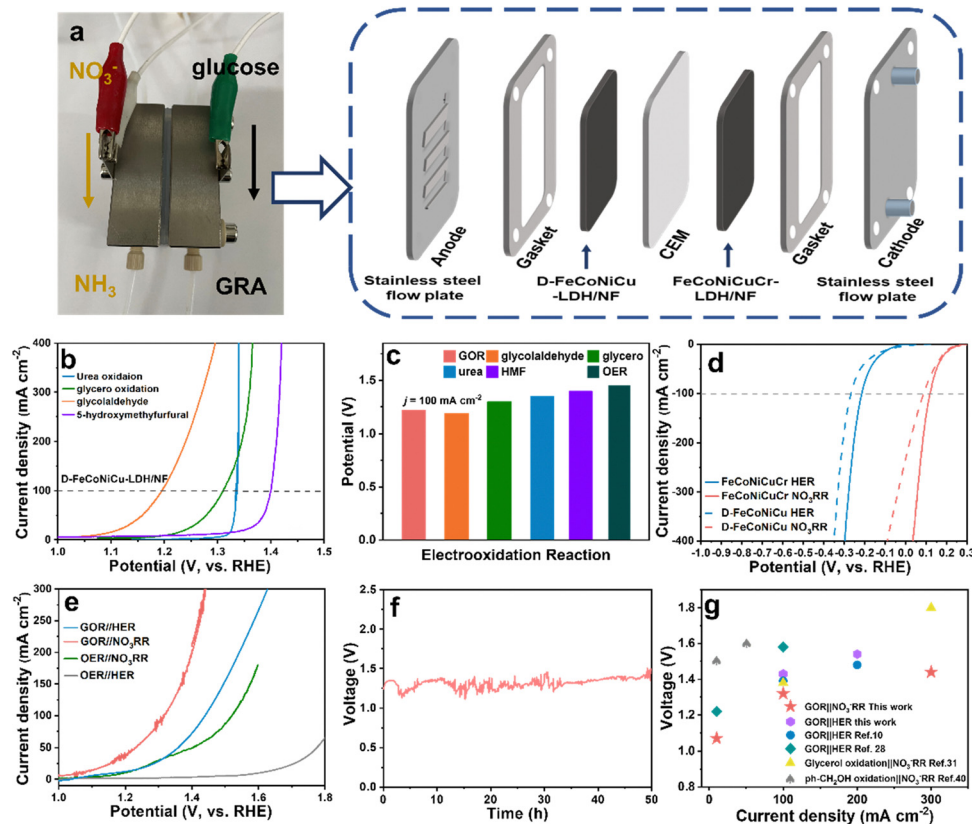 a
NO₃⁻
glucose
NH₃
GRA
Anode
Gasket
CEM
Gasket
Cathode
Stainless steel
flow plate
D-FeCoNiCu
-LDH/NF
FeCoNiCuCr-
LDH/NF
Stainless steel
flow plate
b
Current density (mA cm⁻²)
400
300
200
100
0
Urea oxidaion
glycero oxidation
glycolaldehyde
5-hydroxymethyfurfural
D-FeCoNiCu-LDH/NF
1.0 1.1 1.2 1.3 1.4 1.5
Potential (V, vs. RHE)
c
Potential (V)
1.5
1.0
0.5
0.0
GOR glycolaldehyde glycero
urea HMF OER
j = 100 mA cm⁻²
Electrooxidation Reaction
d
Current density (mA cm⁻²)
0
-100
-200
-300
-400
FeCoNiCuCr HER
FeCoNiCuCr NO₃RR
D-FeCoNiCu HER
D-FeCoNiCu NO₃RR
-1.0 -0.9 -0.8 -0.7 -0.6 -0.5 -0.4 -0.3 -0.2 -0.1 0.0 0.1 0.2 0.3
Potential (V, vs. RHE)
e
Current density (mA cm⁻²)
300
250
200
150
100
50
0
GOR//HER
GOR//NO₃RR
OER//NO₃RR
OER//HER
1.0 1.2 1.4 1.6 1.8
Potential (V, vs. RHE)
f
Voltage (V)
2.0
1.5
1.0
0.5
0.0
0 10 20 30 40 50
Time (h)
g
Voltage (V)
1.8
1.6
1.4
1.2
1.0
GOR||NO₃⁻RR This work
GOR||HER this work
GOR||HER Ref.10
GOR||HER Ref. 28
Glycerol oxidation||NO₃⁻RR Ref.31
ph-CH₂OH oxidation||NO₃⁻RR Ref.40
0 100 200 300
Current density (mA cm⁻²)